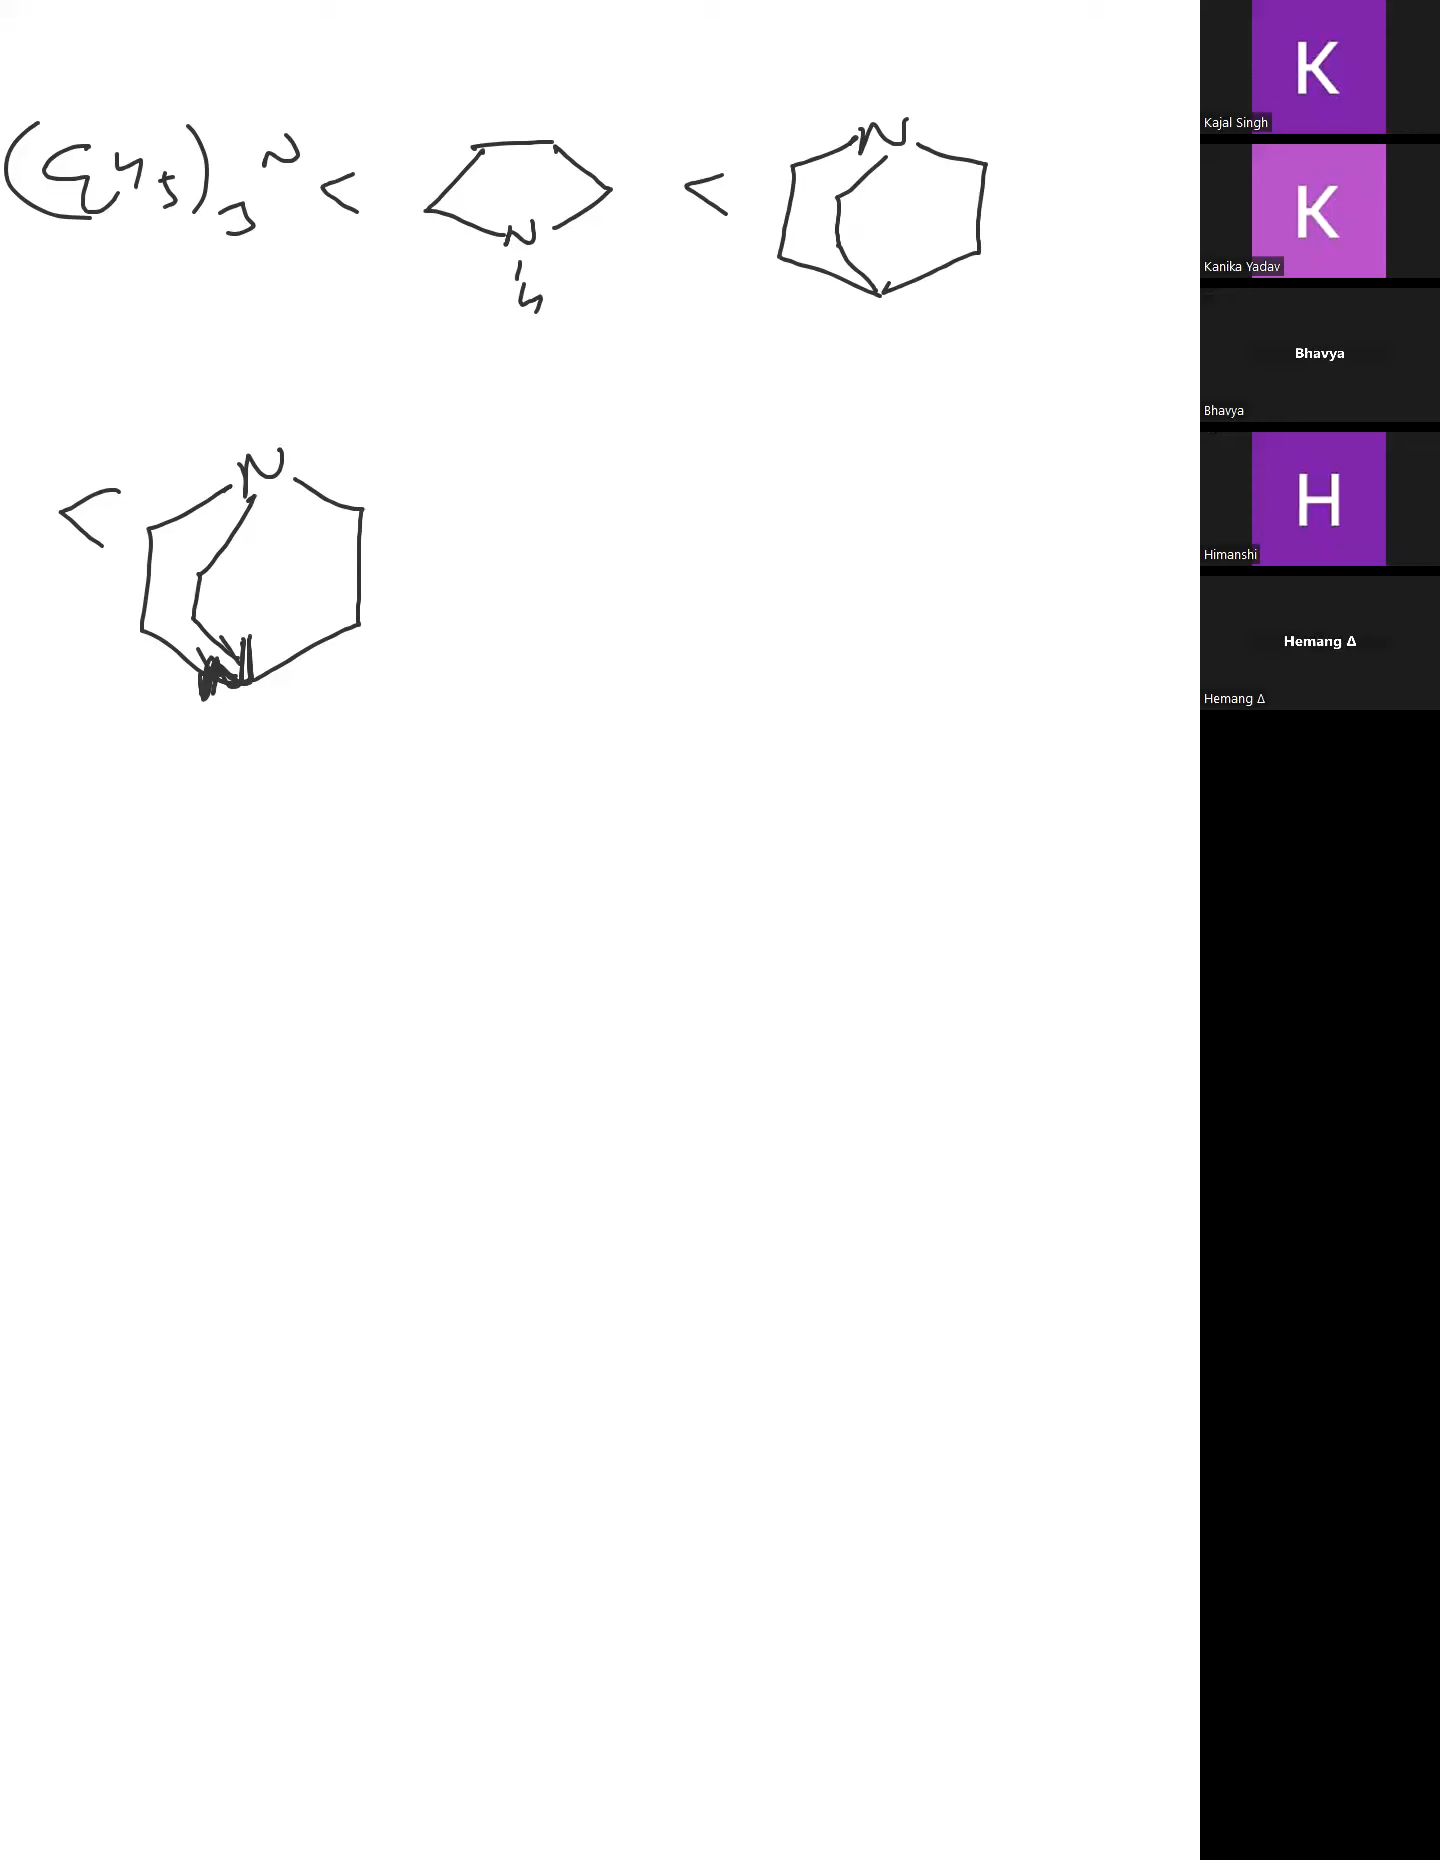 (C2H5)3N < N H < N
< N N
K
Kajal Singh
K
Kanika Yadav
Bhavya
Bhavya
H
Himanshi
Hemang Δ
Hemang Δ